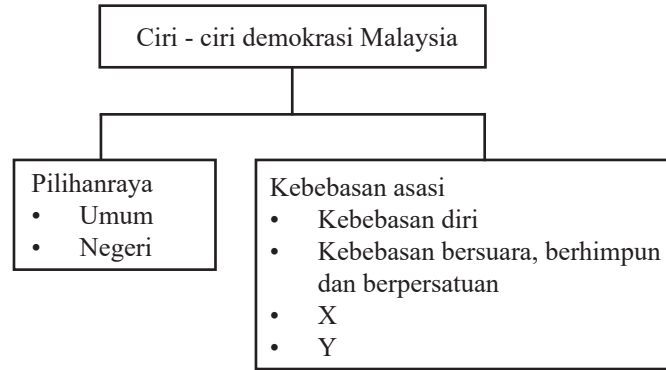 Ciri - ciri demokrasi Malaysia
Pilihanraya
• Umum
• Negeri
Kebebasan asasi
• Kebebasan diri
• Kebebasan bersuara, berhimpun
dan berpersatuan
• X
• Y